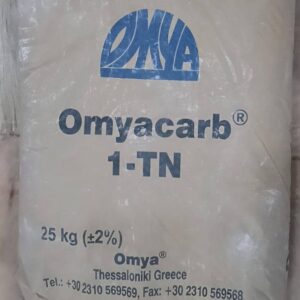 OMYA
Omyacarb®
1-TN
25 kg (±2%)
Omya®
Thessaloniki Greece
Tel.: +30 2310 569569, Fax: +30 2310 569568